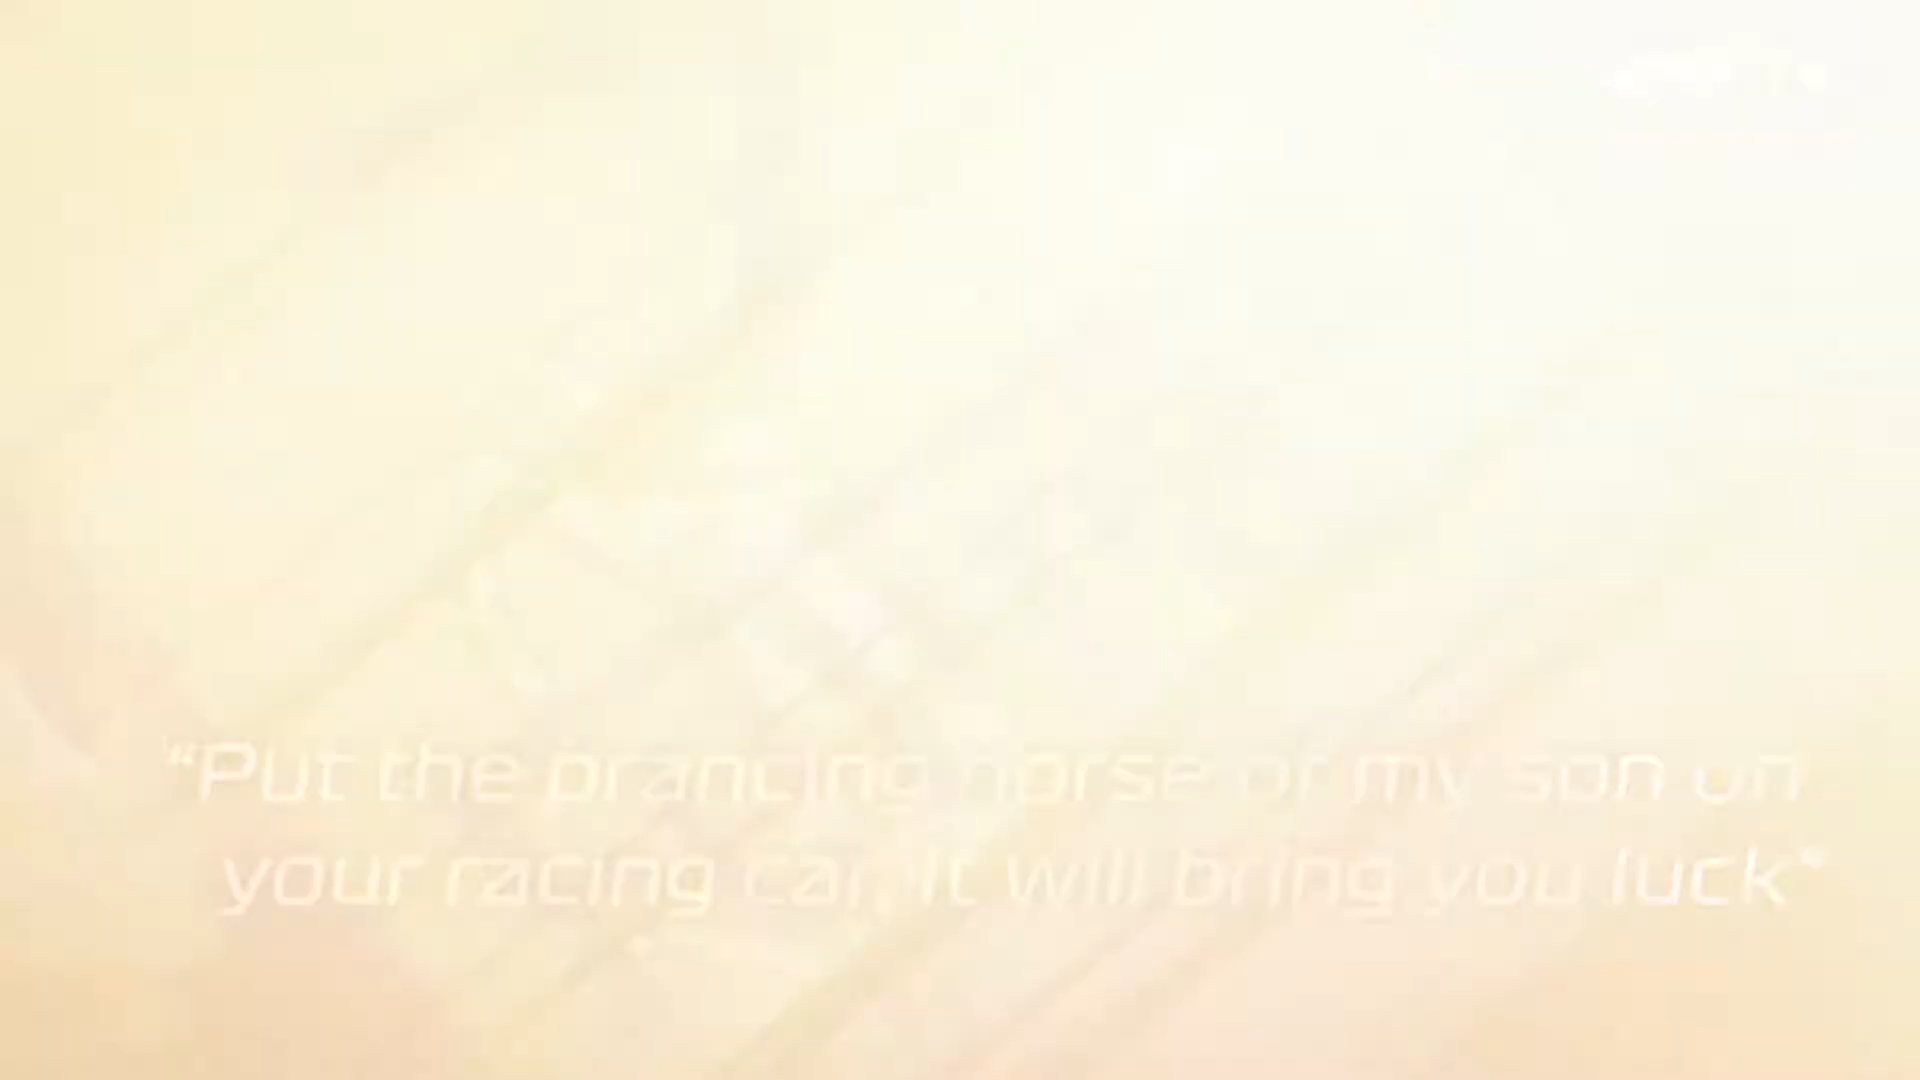 “Put the prancing horse of my son on
your racing car, it will bring you luck”